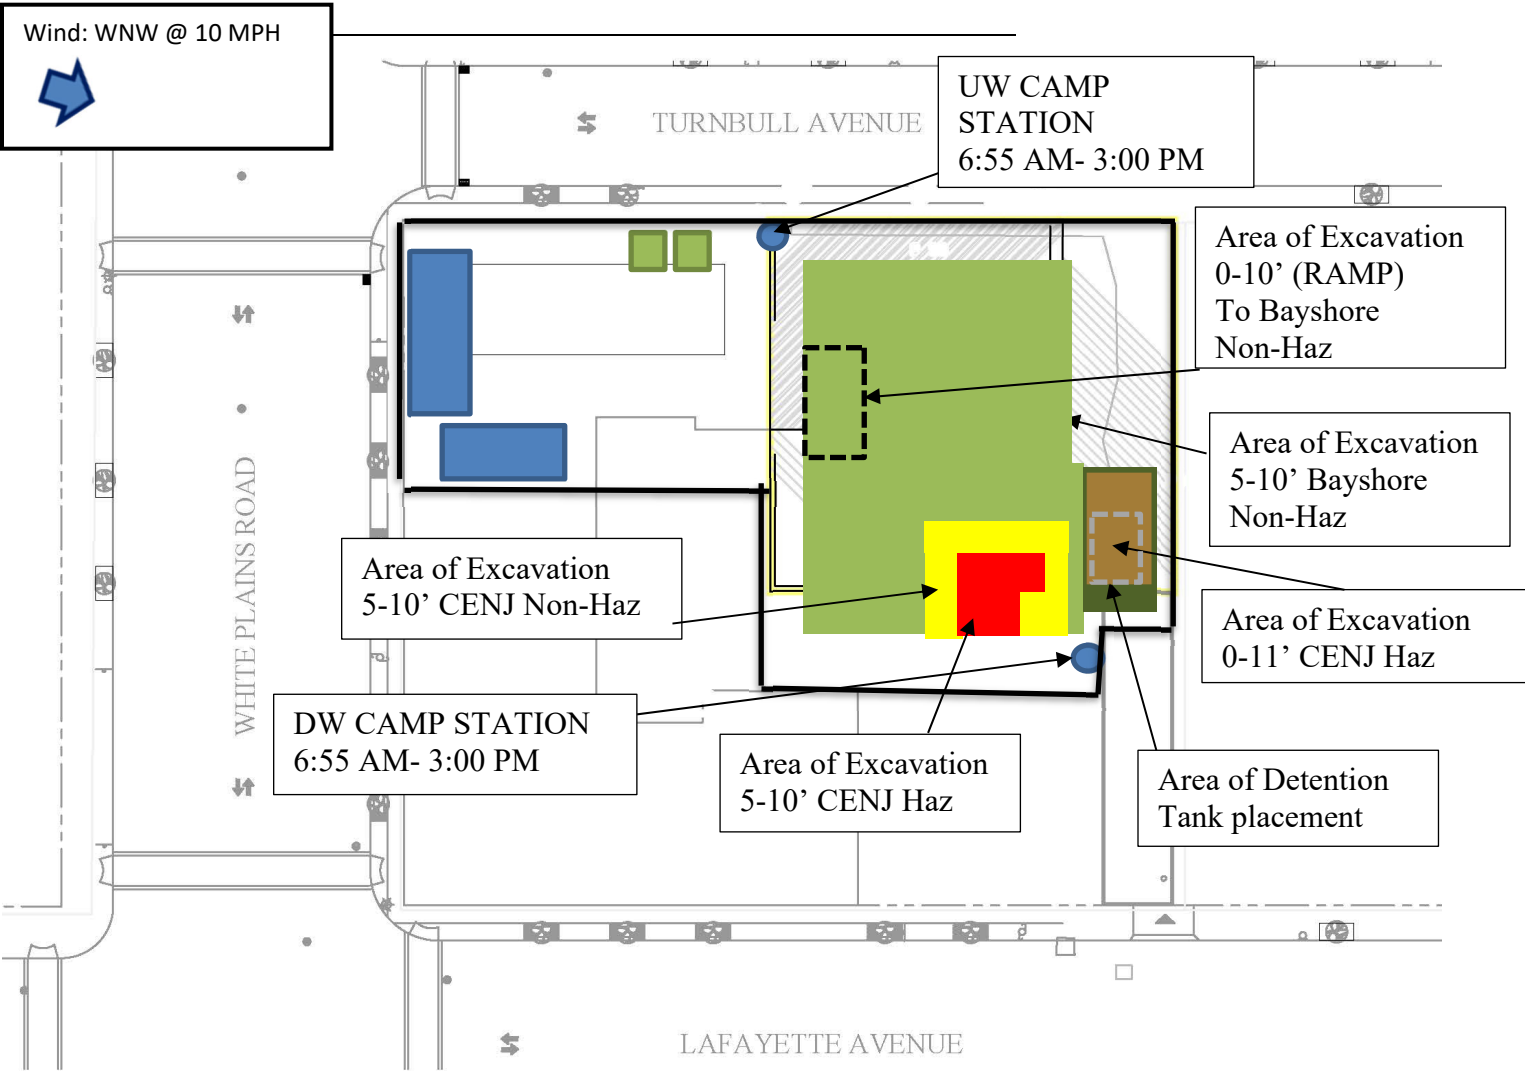 Wind: WNW @ 10 MPH
TURNBULL AVENUE
UW CAMP
STATION
6:55 AM- 3:00 PM
Area of Excavation
0-10’ (RAMP)
To Bayshore
Non-Haz
Area of Excavation
5-10’ Bayshore
Non-Haz
WHITE PLAINS ROAD
Area of Excavation
5-10’ CENJ Non-Haz
Area of Excavation
0-11’ CENJ Haz
DW CAMP STATION
6:55 AM- 3:00 PM
Area of Excavation
5-10’ CENJ Haz
Area of Detention
Tank placement
LAFAYETTE AVENUE